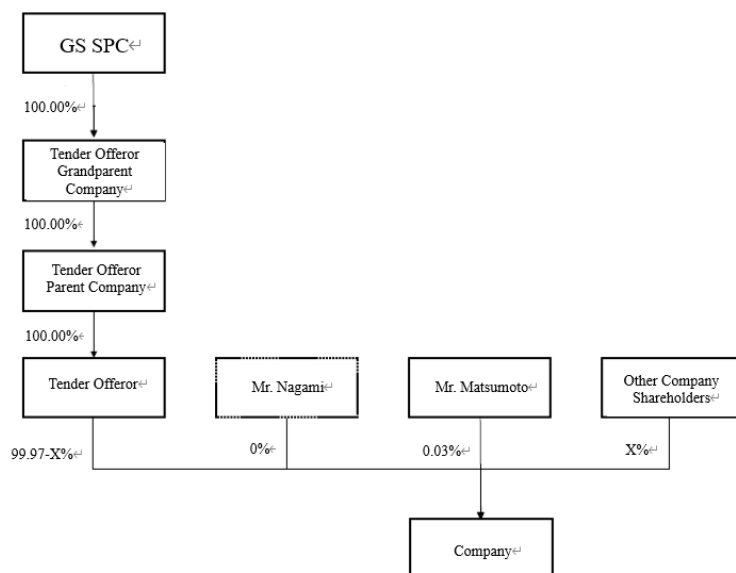 GS SPC↵
100.00%↵
Tender Offeror
Grandparent
Company↵
100.00%↵
Tender Offeror
Parent Company↵
100.00%↵
Tender Offeror↵
Mr. Nagami↵
Mr. Matsumoto↵
Other Company
Shareholders↵
99.97-X%↵
0%↵
0.03%↵
X%↵
Company↵